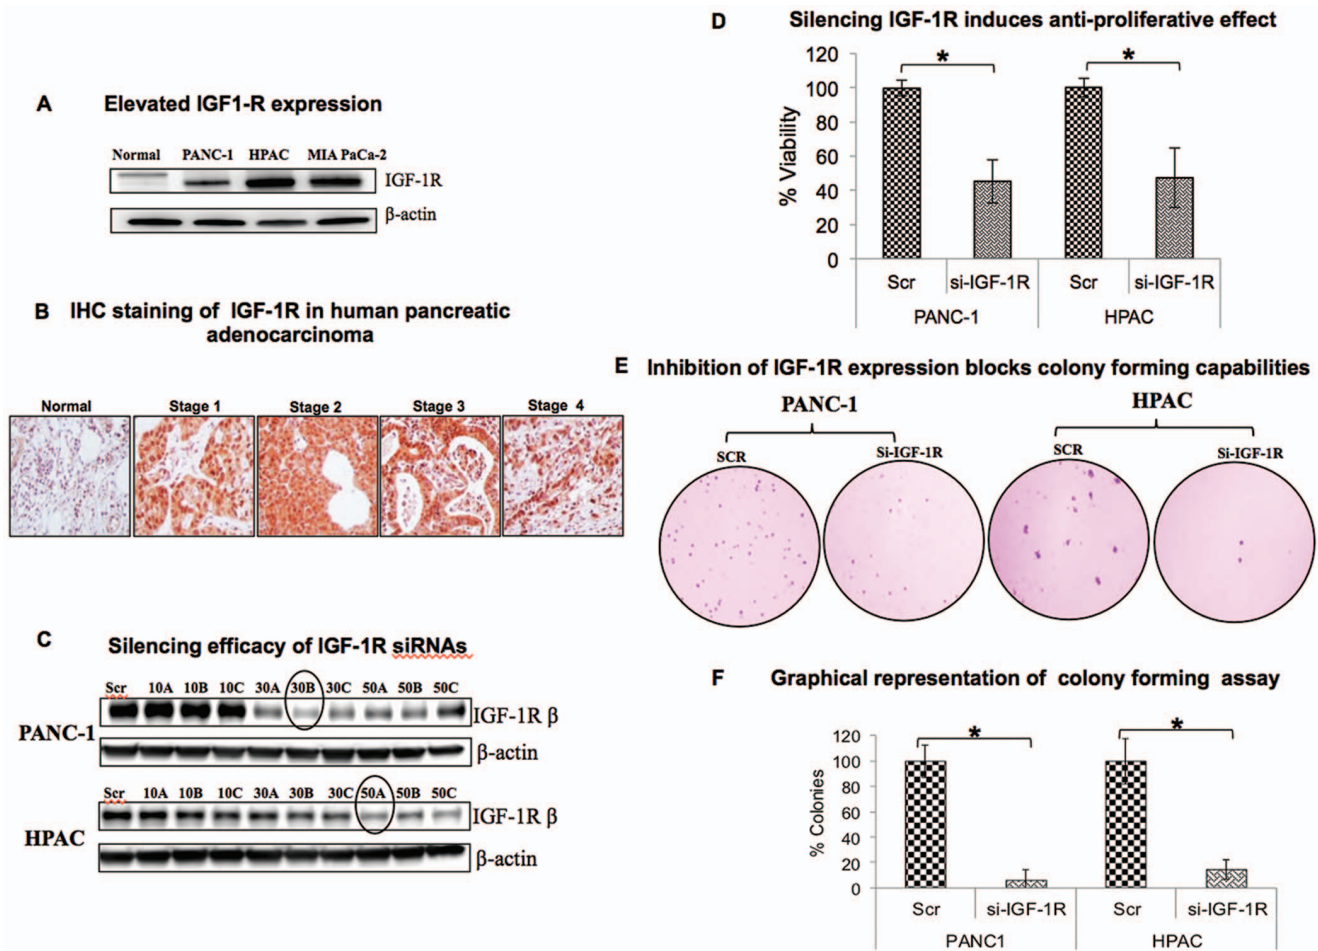 A Elevated IGF1-R expression
Normal PANC-1 HPAC MIA PaCa-2
IGF-1R
β-actin
B IHC staining of IGF-1R in human pancreatic
adenocarcinoma
Normal Stage 1 Stage 2 Stage 3 Stage 4
C Silencing efficacy of IGF-1R siRNAs
Scr 10A 10B 10C 30A 30B 30C 50A 50B 50C
PANC-1
IGF-1R β
β-actin
Scr 10A 10B 10C 30A 30B 30C 50A 50B 50C
HPAC
IGF-1R β
β-actin
D Silencing IGF-1R induces anti-proliferative effect
% Viability
120
100
80
60
40
20
0
* *
Scr si-IGF-1R Scr si-IGF-1R
PANC-1 HPAC
E Inhibition of IGF-1R expression blocks colony forming capabilities
PANC-1 HPAC
SCR Si-IGF-1R SCR Si-IGF-1R
F Graphical representation of colony forming assay
% Colonies
120
100
80
60
40
20
0
* *
Scr si-IGF-1R Scr si-IGF-1R
PANC1 HPAC